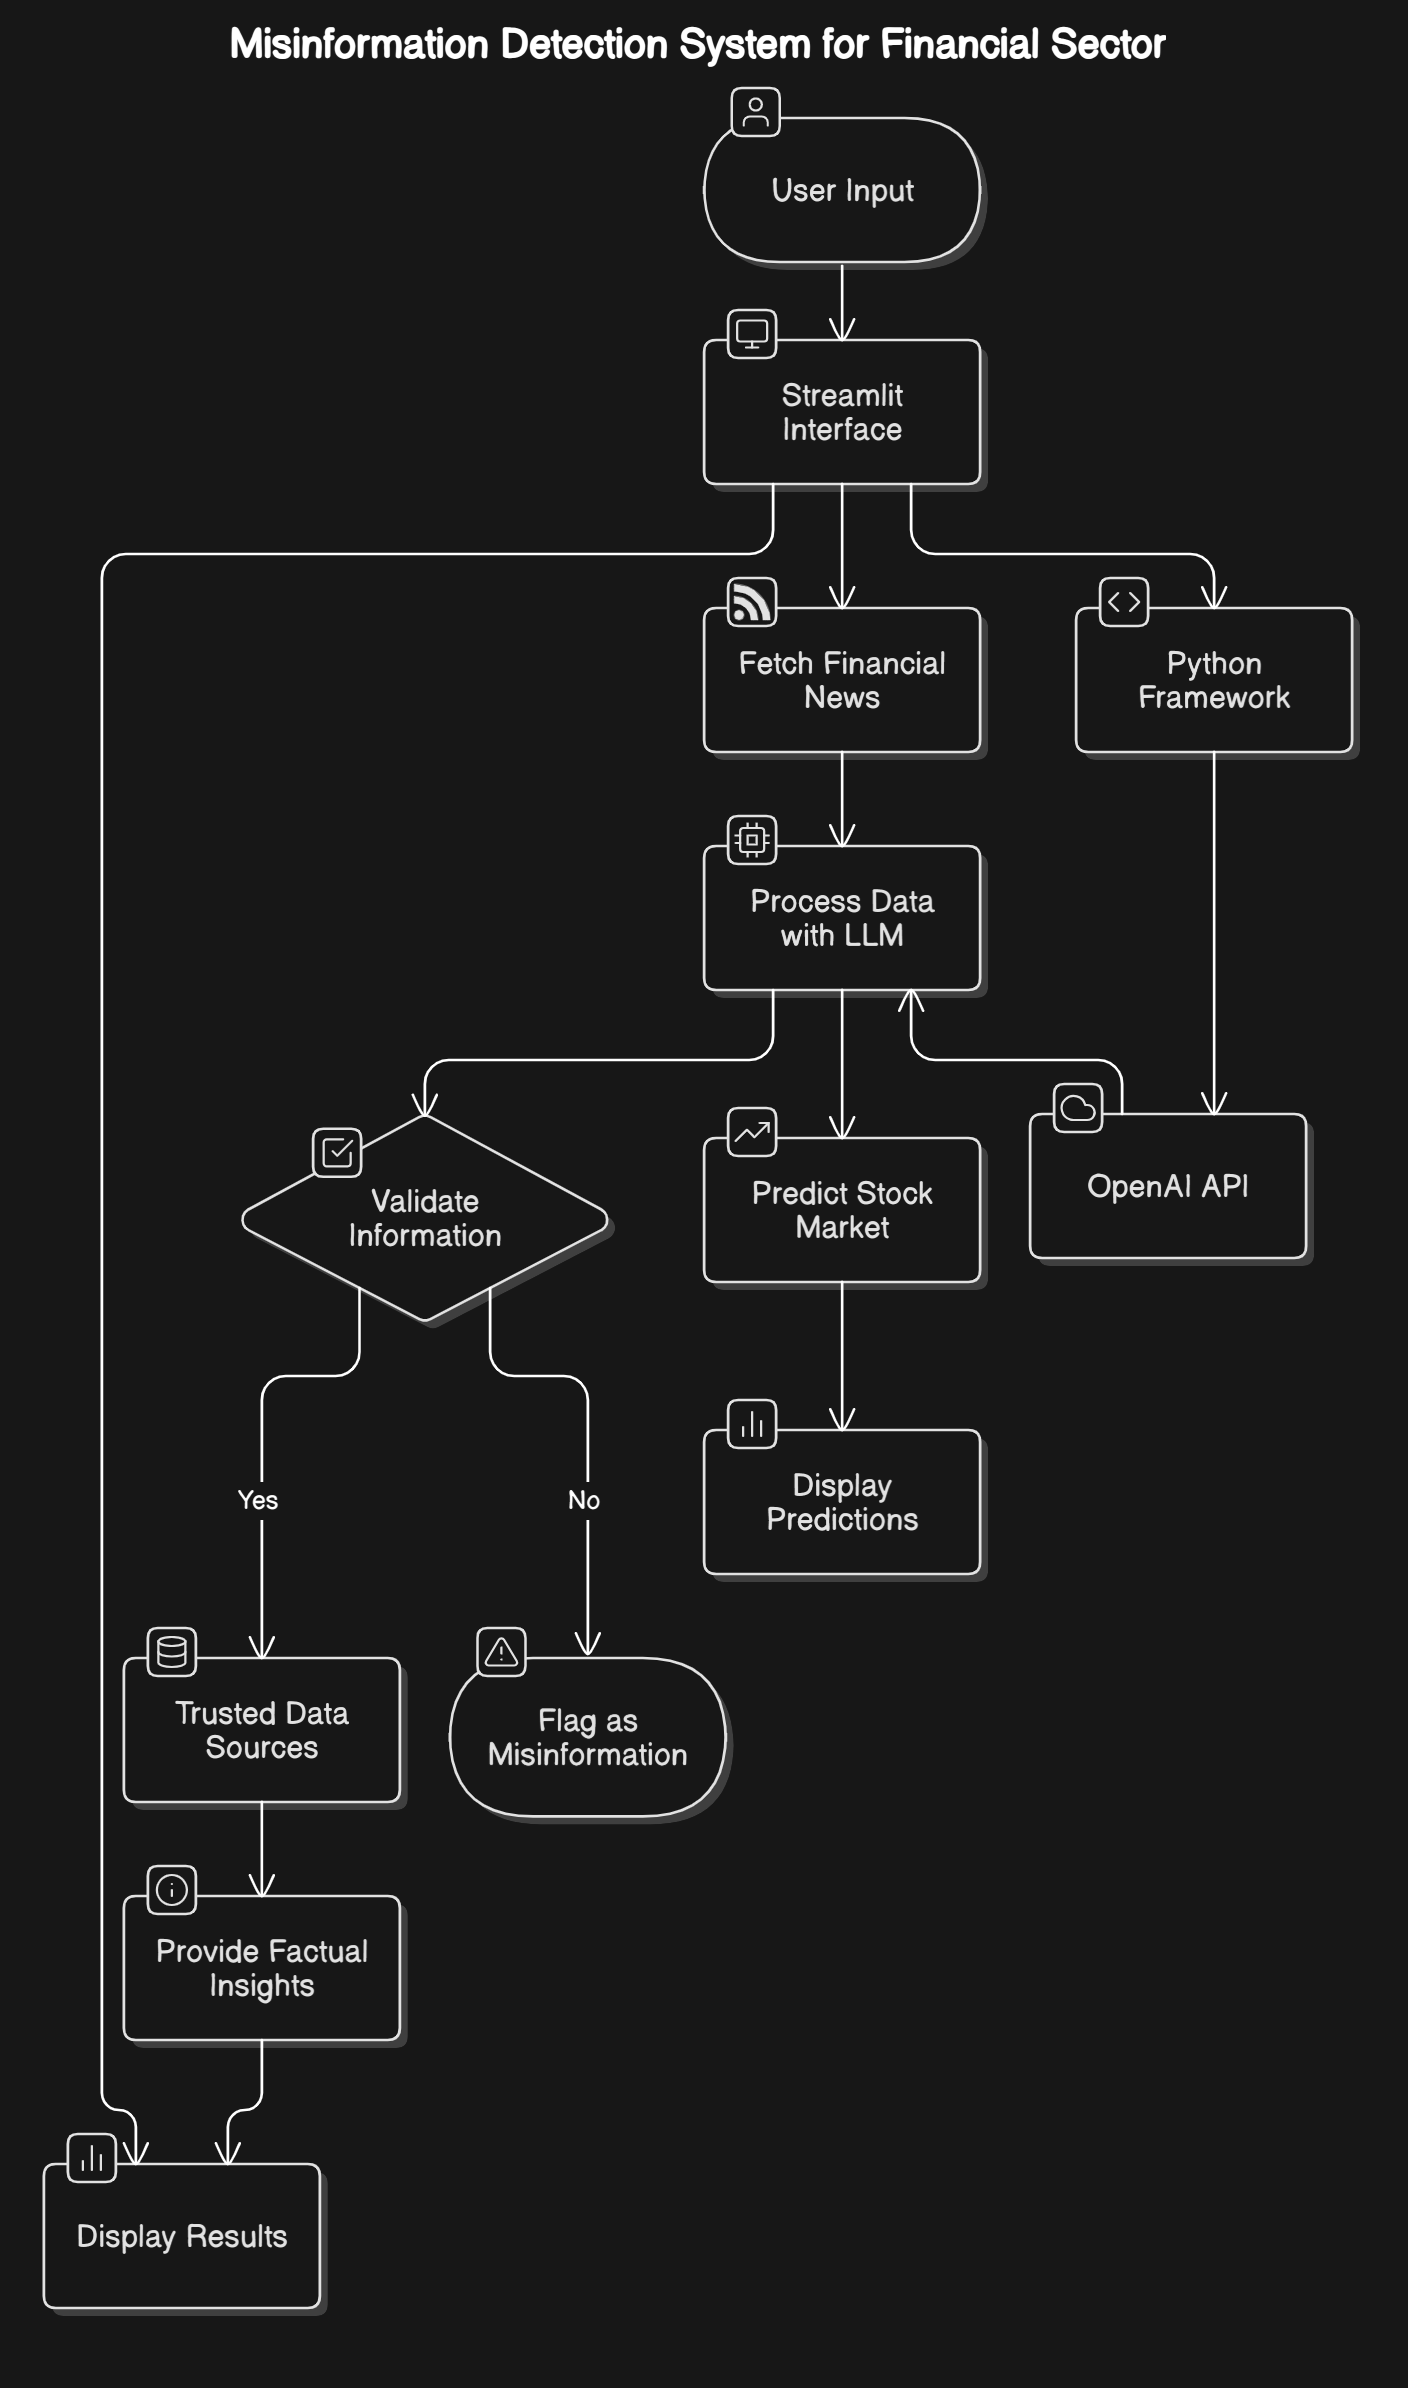 Misinformation Detection System for Financial Sector
User Input
Streamlit
Interface
Fetch Financial
News
Python
Framework
Process Data
with LLM
Validate
Information
Predict Stock
Market
OpenAI API
Yes
No
Display
Predictions
Trusted Data
Sources
Flag as
Misinformation
Provide Factual
Insights
Display Results